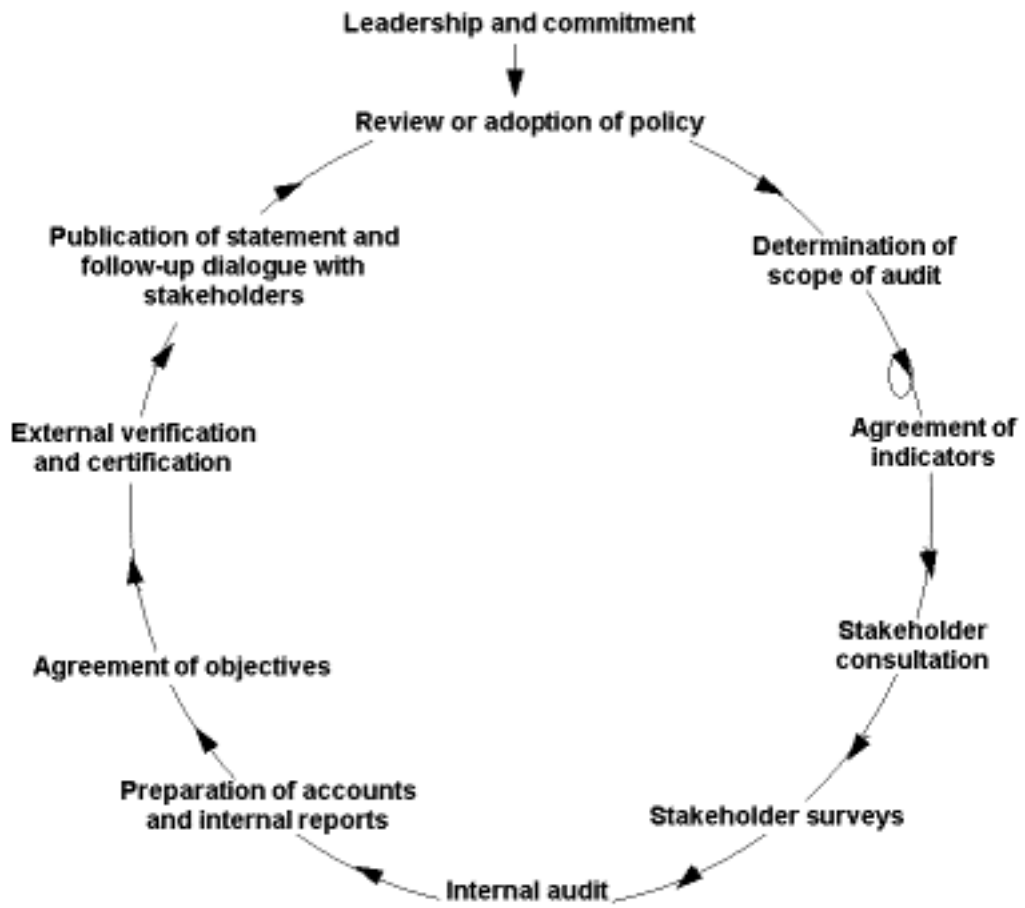 Leadership and commitment
Review or adoption of policy
Determination of
scope of audit
Agreement of
indicators
Stakeholder
consultation
Stakeholder surveys
Internal audit
Preparation of accounts
and internal reports
Agreement of objectives
External verification
and certification
Publication of statement and
follow-up dialogue with
stakeholders